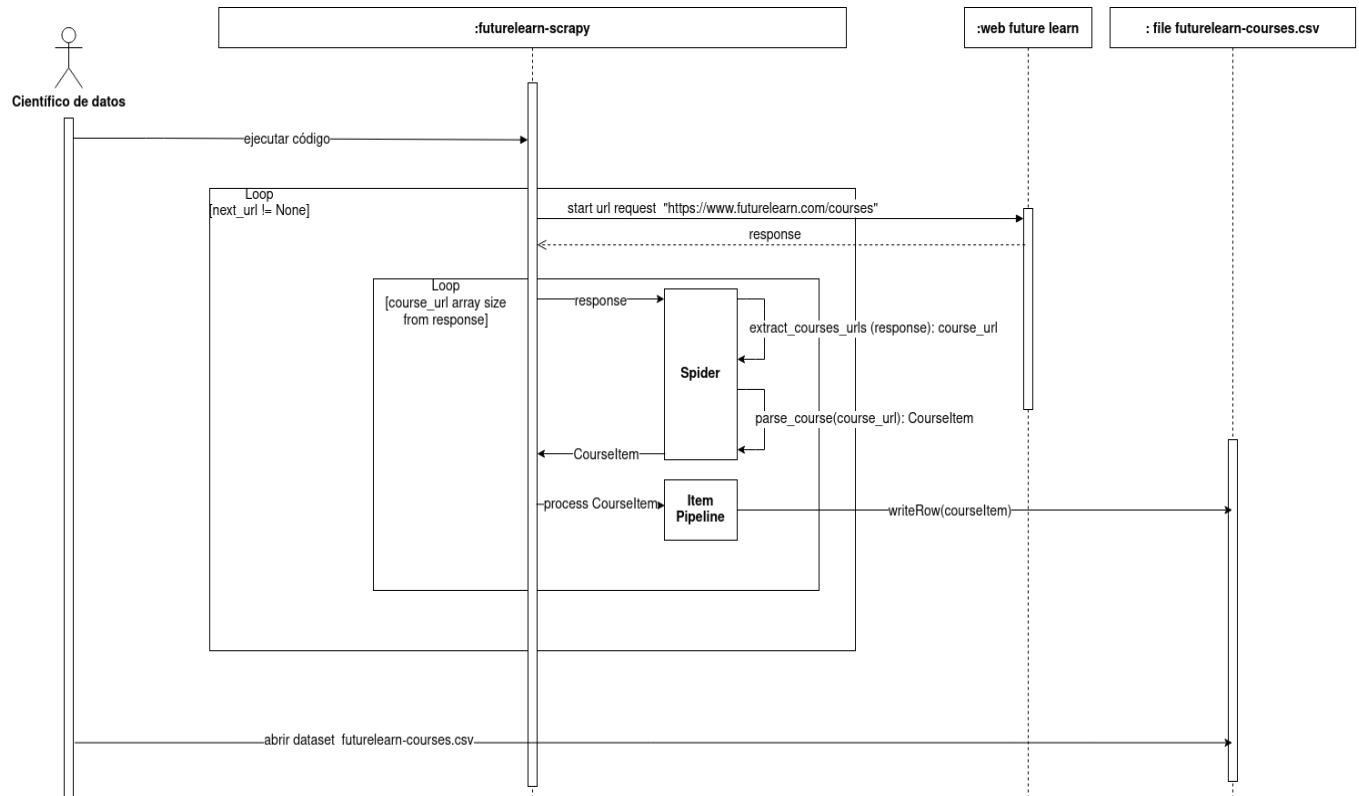 :futurelearn-scrapy
:web future learn
: file futurelearn-courses.csv
Científico de datos
ejecutar código
Loop
[next_url != None]
start url request  "https://www.futurelearn.com/courses"
response
Loop
[course_url array size
from response]
response
extract_courses_urls (response): course_url
Spider
parse_course(course_url): CourseItem
CourseItem
process CourseItem
Item
Pipeline
writeRow(courseItem)
abrir dataset  futurelearn-courses.csv